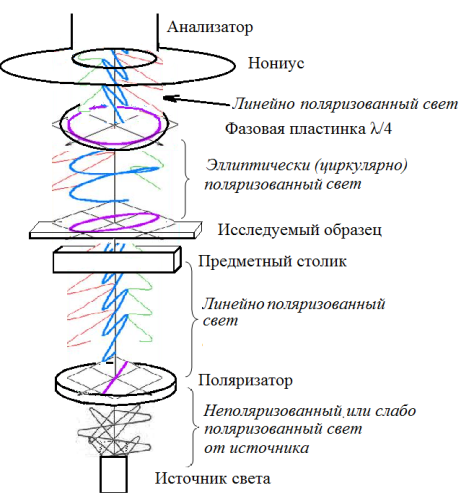 Анализатор
Нониус
Линейно поляризованный свет
Фазовая пластинка λ/4
Эллиптически (циркулярно)
поляризованный свет
Исследуемый образец
Предметный столик
Линейно поляризованный
свет
Поляризатор
Неполяризованный или слабо
поляризованный свет
от источника
Источник света